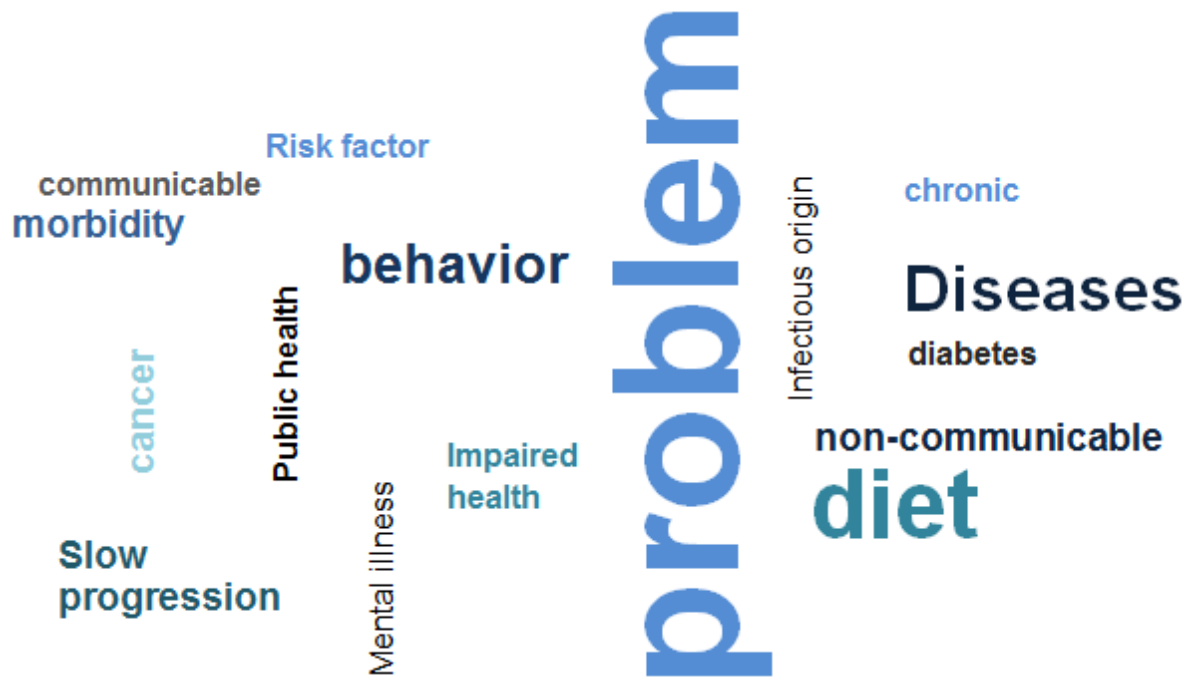 Risk factor
communicable
morbidity
behavior
Public health
cancer
Impaired
health
Slow
progression
Mental illness
problem
Infectious origin
chronic
Diseases
diabetes
non-communicable
diet